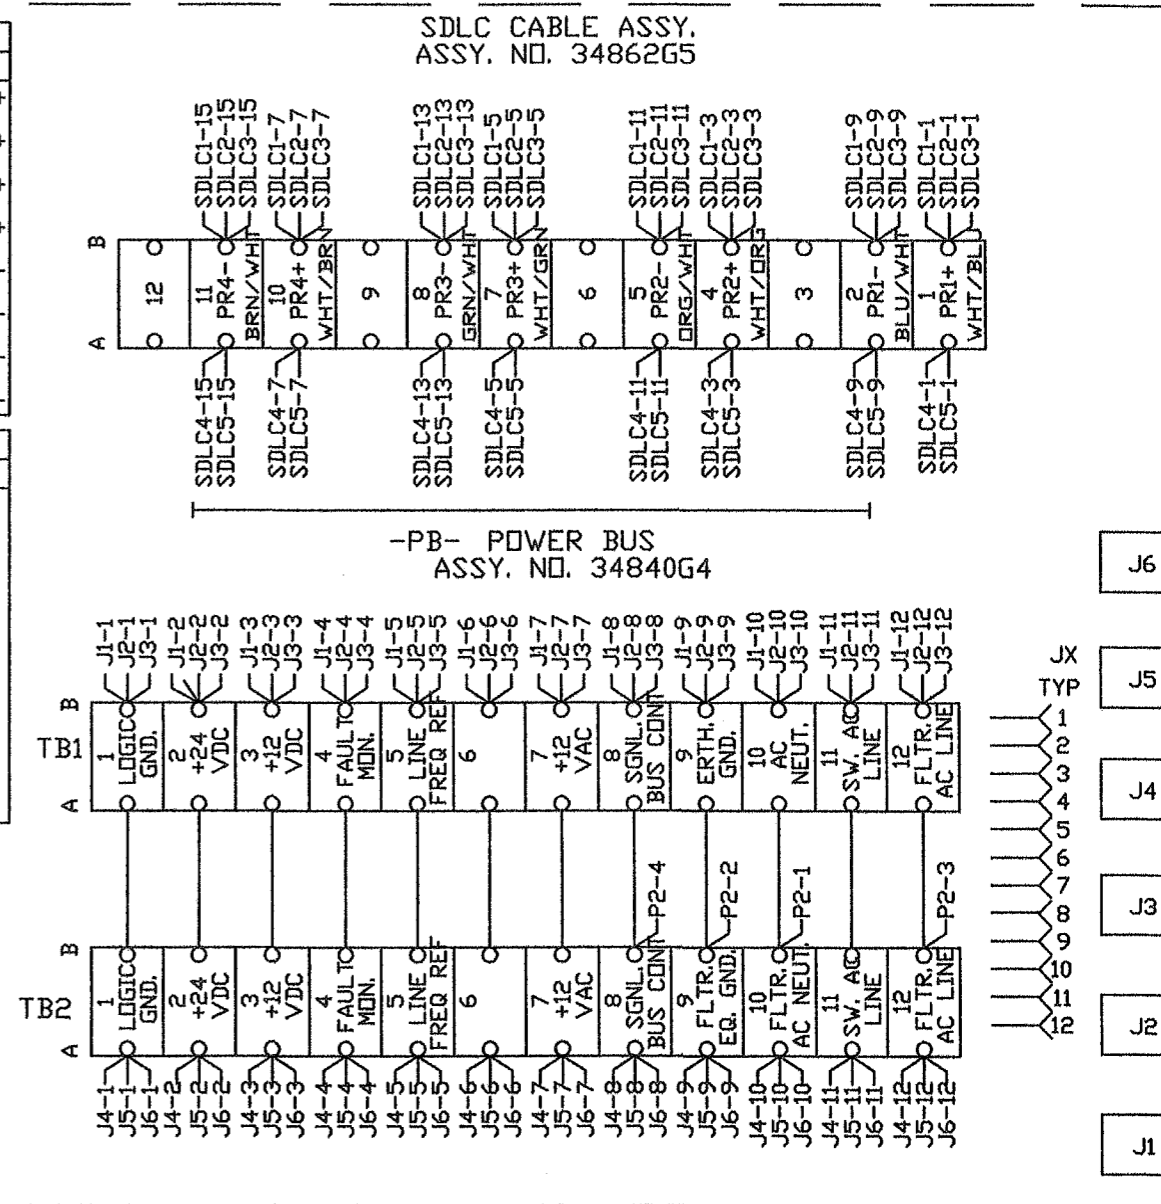 SDLC CABLE ASSY.
ASSY. NO. 34862G5
SDLC1-15
SDLC2-15
SDLC3-15
SDLC1-7
SDLC2-7
SDLC3-7
SDLC1-13
SDLC2-13
SDLC3-13
SDLC1-5
SDLC2-5
SDLC3-5
SDLC1-11
SDLC2-11
SDLC3-11
SDLC1-3
SDLC2-3
SDLC3-3
SDLC1-9
SDLC2-9
SDLC3-9
SDLC1-1
SDLC2-1
SDLC3-1
B
A
12
11
PR4-
BRN/WHT
10
PR4+
WHT/BRN
9
8
PR3-
GRN/WHT
7
PR3+
WHT/GRN
6
5
PR2-
ORG/WHT
4
PR2+
WHT/ORG
3
2
PR1-
BLU/WHT
1
PR1+
WHT/BLU
SDLC4-15
SDLC5-15
SDLC4-7
SDLC5-7
SDLC4-13
SDLC5-13
SDLC4-5
SDLC5-5
SDLC4-11
SDLC5-11
SDLC4-3
SDLC5-3
SDLC4-9
SDLC5-9
SDLC4-1
SDLC5-1
-PB- POWER BUS
ASSY. NO. 34840G4
J1-1
J2-1
J3-1
J1-2
J2-2
J3-2
J1-3
J2-3
J3-3
J1-4
J2-4
J3-4
J1-5
J2-5
J3-5
J1-6
J2-6
J3-6
J1-7
J2-7
J3-7
J1-8
J2-8
J3-8
J1-9
J2-9
J3-9
J1-10
J2-10
J3-10
J1-11
J2-11
J3-11
J1-12
J2-12
J3-12
TB1
B
A
1
LOGIC
GND.
2
+24
VDC
3
+12
VDC
4
FAULT
MON.
5
LINE
FREQ REF
6
7
+12
VAC
8
SGNL.
BUS CONT
9
ERTH.
GND.
10
AC
NEUT.
11
SW. AC
LINE
12
FLTR.
AC LINE
P2-4
P2-2
P2-1
P2-3
TB2
B
A
1
LOGIC
GND.
2
+24
VDC
3
+12
VDC
4
FAULT
MON.
5
LINE
FREQ REF
6
7
+12
VAC
8
SGNL.
BUS CONT
9
FLTR.
EQ. GND.
10
FLTR.
AC NEUT.
11
SW. AC
LINE
12
FLTR.
AC LINE
J4-1
J5-1
J6-1
J4-2
J5-2
J6-2
J4-3
J5-3
J6-3
J4-4
J5-4
J6-4
J4-5
J5-5
J6-5
J4-6
J5-6
J6-6
J4-7
J5-7
J6-7
J4-8
J5-8
J6-8
J4-9
J5-9
J6-9
J4-10
J5-10
J6-10
J4-11
J5-11
J6-11
J4-12
J5-12
J6-12
JX
TYP
1
2
3
4
5
6
7
8
9
10
11
12
J6
J5
J4
J3
J2
J1